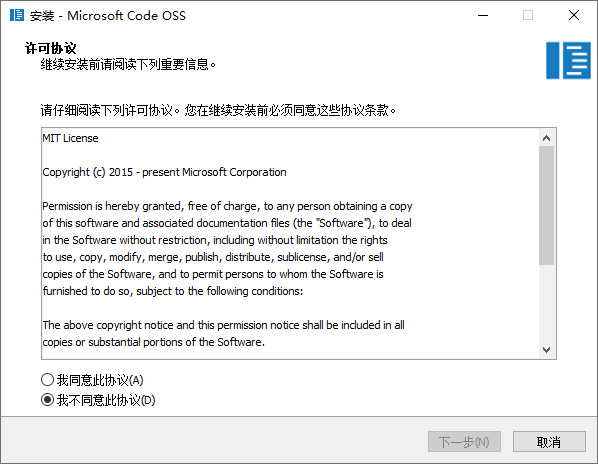 安装 - Microsoft Code OSS
许可协议
继续安装前请阅读下列重要信息。
请仔细阅读下列许可协议。您在继续安装前必须同意这些协议条款。
MIT License
Copyright (c) 2015 - present Microsoft Corporation
Permission is hereby granted, free of charge, to any person obtaining a copy
of this software and associated documentation files (the "Software"), to deal
in the Software without restriction, including without limitation the rights
to use, copy, modify, merge, publish, distribute, sublicense, and/or sell
copies of the Software, and to permit persons to whom the Software is
furnished to do so, subject to the following conditions:
The above copyright notice and this permission notice shall be included in all
copies or substantial portions of the Software.
我同意此协议(A)
我不同意此协议(D)
下一步(N)
取消